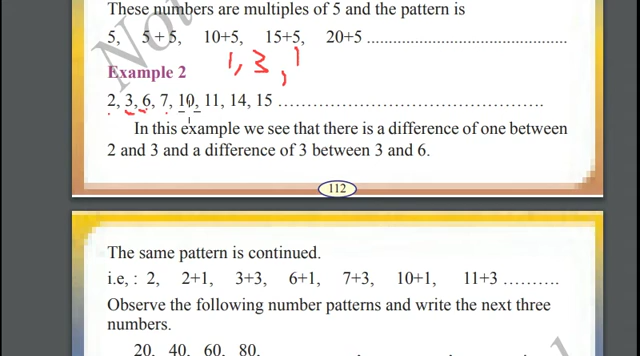 These numbers are multiples of 5 and the pattern is
5, 5 + 5, 10+5, 15+5, 20+5 ................................................
1, 3, 1
Example 2
2, 3, 6, 7, 10, 11, 14, 15 ................................................
In this example we see that there is a difference of one between
2 and 3 and a difference of 3 between 3 and 6.
112
The same pattern is continued.
i.e, : 2, 2+1, 3+3, 6+1, 7+3, 10+1, 11+3 ..........
Observe the following number patterns and write the next three
numbers.
20, 40, 60, 80,